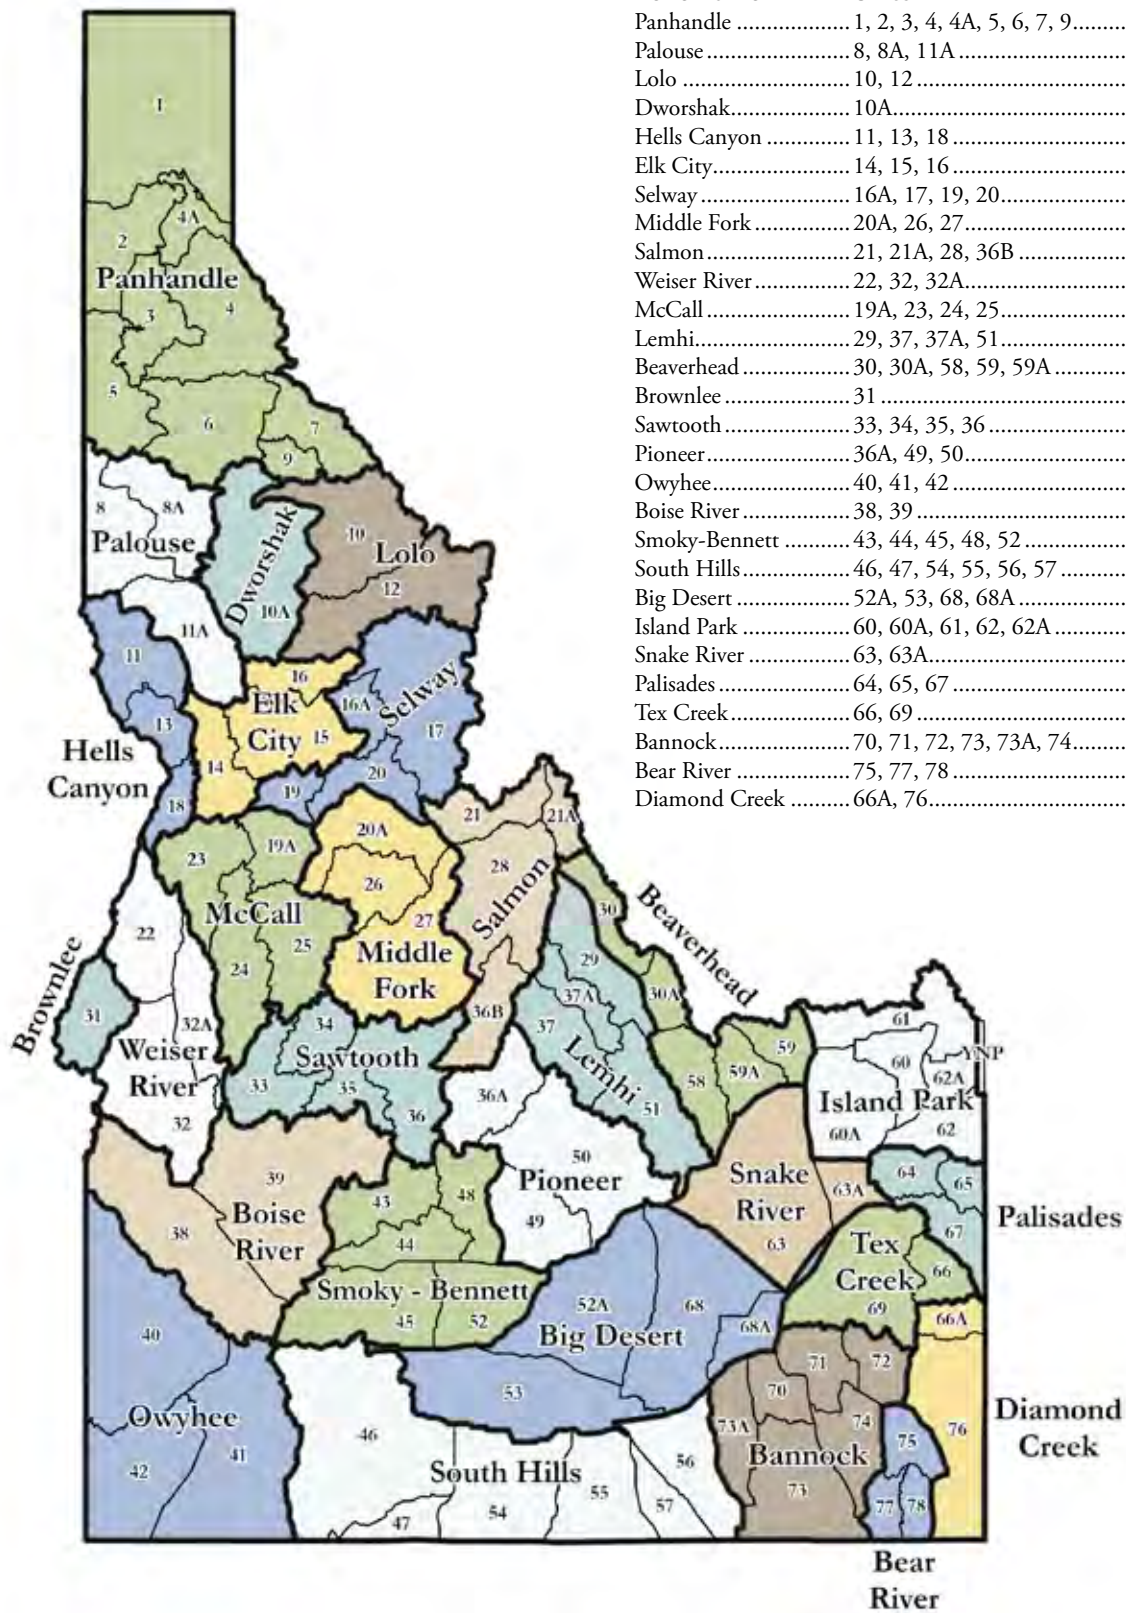 Panhandle .................. 1, 2, 3, 4, 4A, 5, 6, 7, 9.........
Palouse ........................ 8, 8A, 11A ................................
Lolo ............................ 10, 12 ........................................
Dworshak.................... 10A............................................
Hells Canyon .............. 11, 13, 18 .................................
Elk City....................... 14, 15, 16 .................................
Selway ......................... 16A, 17, 19, 20........................
Middle Fork ................ 20A, 26, 27..............................
Salmon ........................ 21, 21A, 28, 36B .....................
Weiser River ................ 22, 32, 32A..............................
McCall ........................ 19A, 23, 24, 25........................
Lemhi.......................... 29, 37, 37A, 51........................
Beaverhead .................. 30, 30A, 58, 59, 59A ...............
Brownlee ..................... 31 ............................................
Sawtooth ..................... 33, 34, 35, 36 ..........................
Pioneer ........................ 36A, 49, 50..............................
Owyhee....................... 40, 41, 42 ................................
Boise River .................. 38, 39 ......................................
Smoky-Bennett ........... 43, 44, 45, 48, 52 ....................
South Hills .................. 46, 47, 54, 55, 56, 57 ..............
Big Desert ................... 52A, 53, 68, 68A .....................
Island Park .................. 60, 60A, 61, 62, 62A ...............
Snake River ................. 63, 63A....................................
Palisades ...................... 64, 65, 67 ................................
Tex Creek.................... 66, 69 ......................................
Bannock ...................... 70, 71, 72, 73, 73A, 74............
Bear River ................... 75, 77, 78 ................................
Diamond Creek .......... 66A, 76....................................
1
4A
2
Panhandle
3 4
5
6 7
9
8 8A
Palouse
Dworshak
10A
10
Lolo
12
11A
11
13
Hells
Canyon
18
16
Elk
City 15
14
16A
Selway
17
20
19
23 19A
McCall
24 25
20A
26
27
Middle
Fork
21 21A
28
Salmon
36B
Beaverhead
30
30A
58 59A 59
29
37A
37
Lemhi
51
Brownlee
31
22
32A
Weiser
River
32
34
Sawtooth
33 35 36
36A
50
Pioneer
49
61
YNP
60 62A
Island Park
60A 62
64 65
67
Palisades
Snake
River
63A
63
Tex
Creek
66
69
39
Boise
River
38
43 48
44
Smoky - Bennett
45 52
52A 68
68A
Big Desert
53
66A
76
Diamond
Creek
40
Owyhee
42 41
46
South Hills
47 54 55 57
56
71 72
70
73A 74
Bannock
73
75
77 78
Bear
River